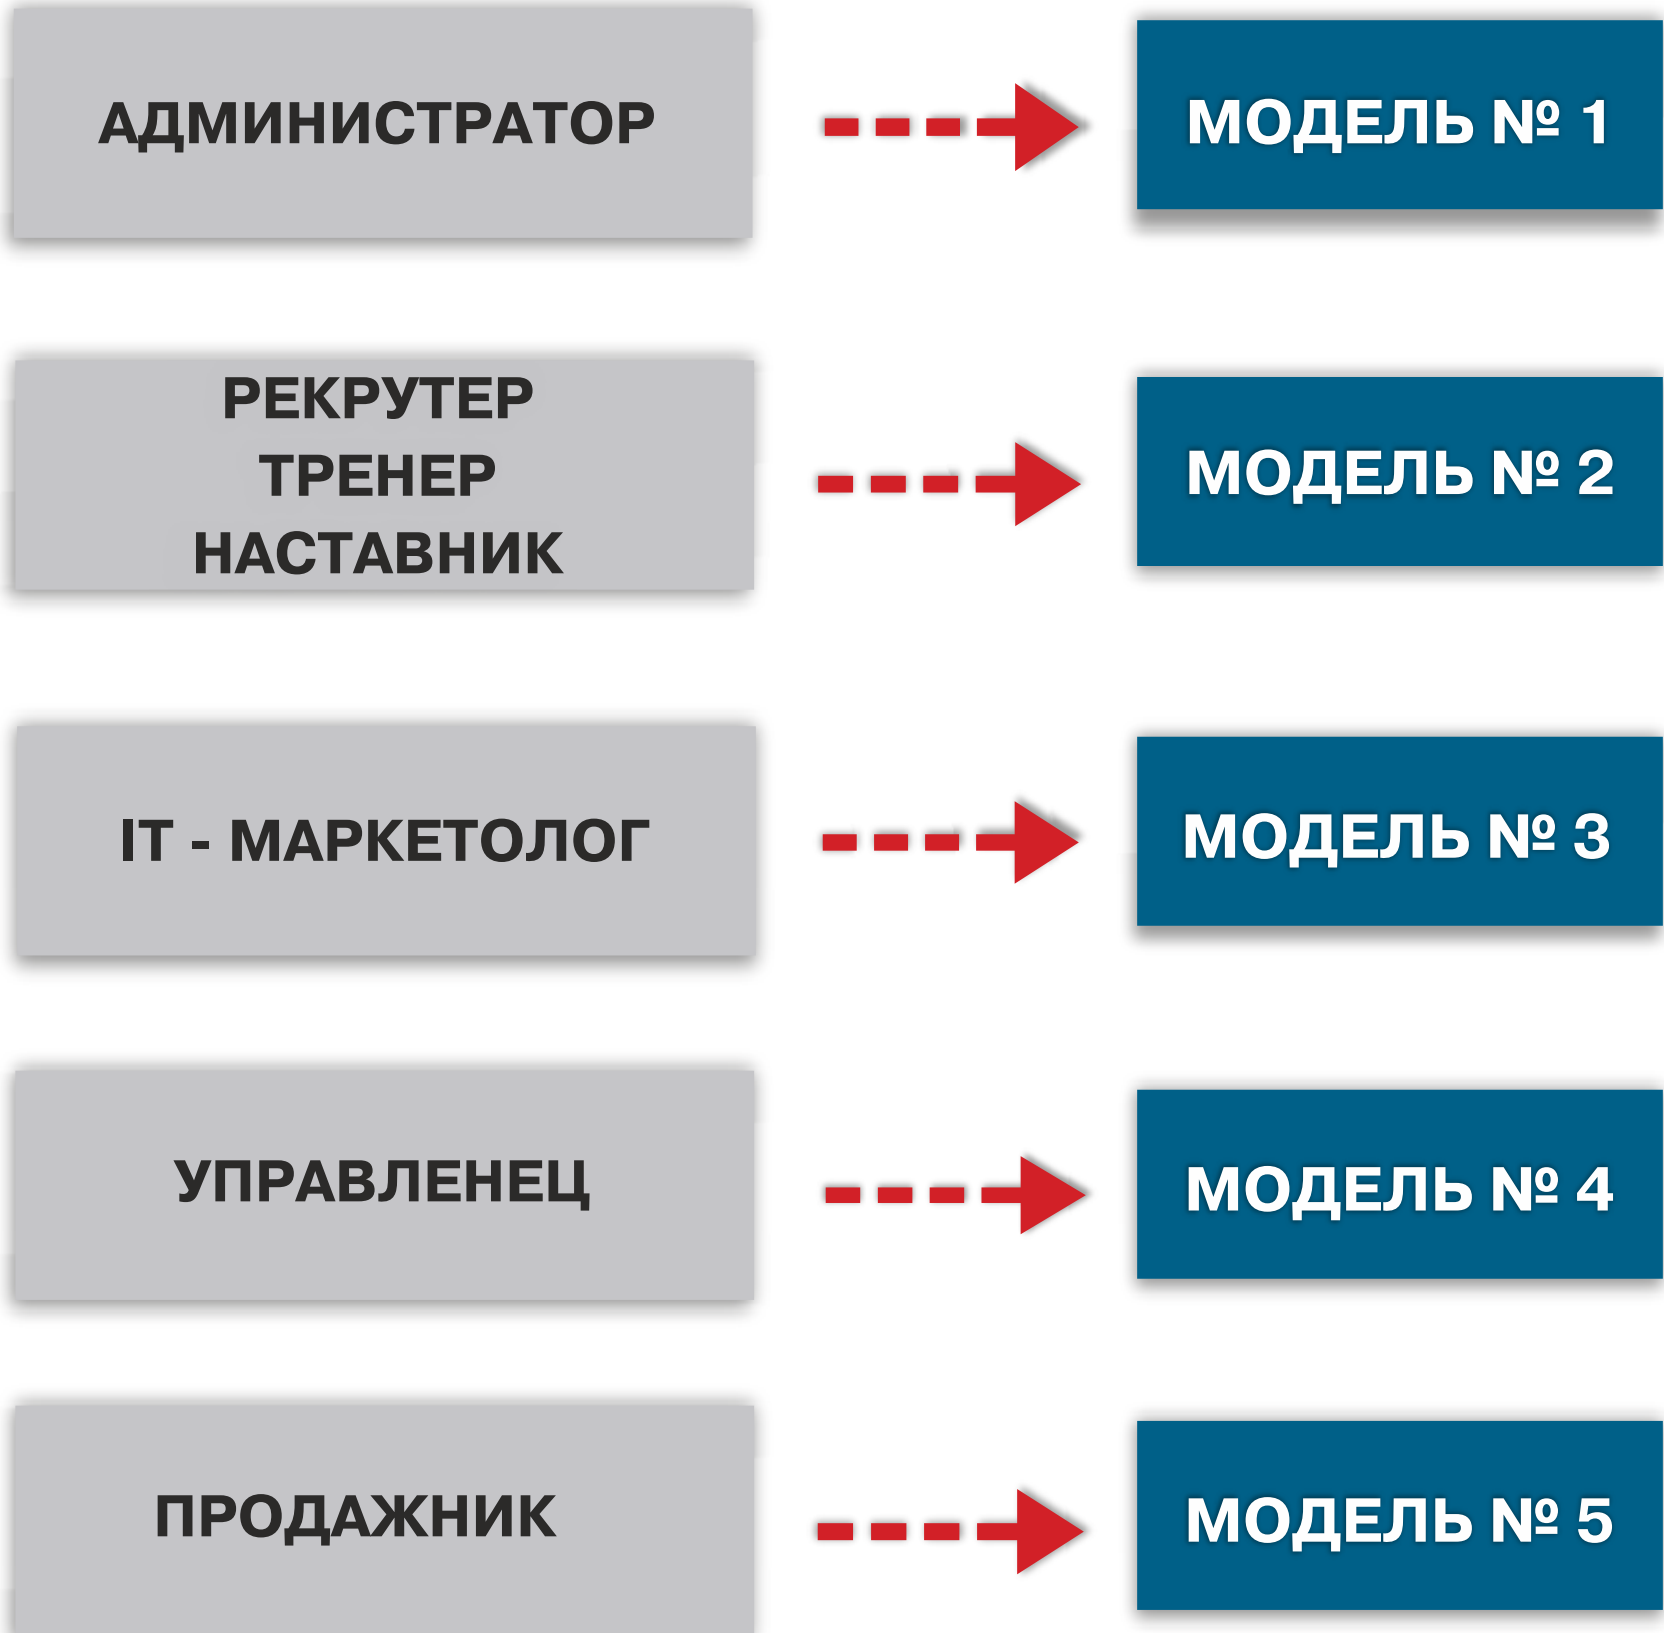 АДМИНИСТРАТОР
МОДЕЛЬ № 1
РЕКРУТЕР
ТРЕНЕР
НАСТАВНИК
МОДЕЛЬ № 2
IT - МАРКЕТОЛОГ
МОДЕЛЬ № 3
УПРАВЛЕНЕЦ
МОДЕЛЬ № 4
ПРОДАЖНИК
МОДЕЛЬ № 5